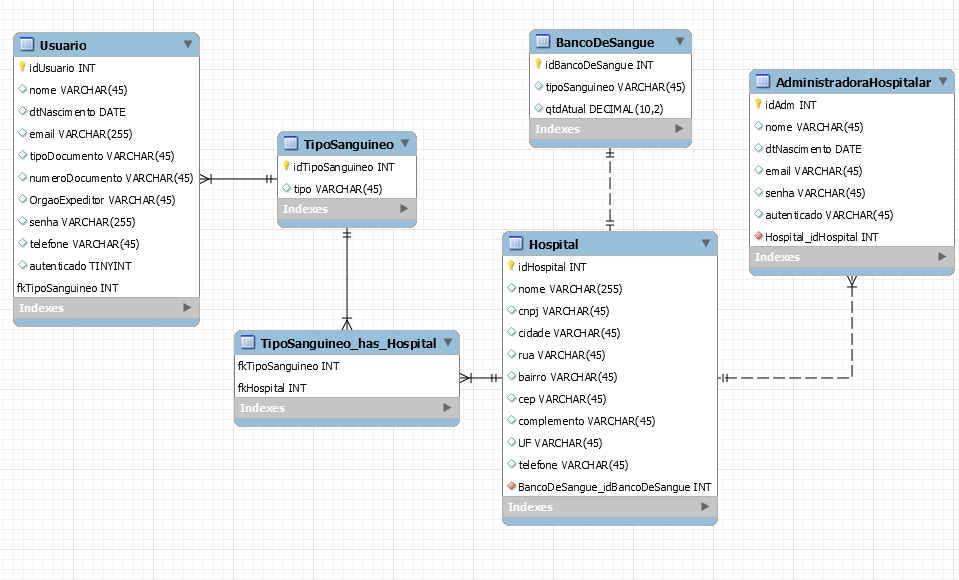 Usuario
idUsuario INT
nome VARCHAR(45)
dtNascimento DATE
email VARCHAR(255)
tipoDocumento VARCHAR(45)
numeroDocumento VARCHAR(45)
OrgaoExpeditor VARCHAR(45)
senha VARCHAR(255)
telefone VARCHAR(45)
autenticado TINYINT
fkTipoSanguineo INT
Indexes
TipoSanguineo
idTipoSanguineo INT
tipo VARCHAR(45)
Indexes
TipoSanguineo_has_Hospital
fkTipoSanguineo INT
fkHospital INT
Indexes
BancoDeSangue
idBancoDeSangue INT
tipoSanguineo VARCHAR(45)
qtdAtual DECIMAL(10,2)
Indexes
Hospital
idHospital INT
nome VARCHAR(255)
cnpj VARCHAR(45)
cidade VARCHAR(45)
rua VARCHAR(45)
bairro VARCHAR(45)
cep VARCHAR(45)
complemento VARCHAR(45)
UF VARCHAR(45)
telefone VARCHAR(45)
BancoDeSangue_idBancoDeSangue INT
Indexes
AdministradoraHospitalar
idAdm INT
nome VARCHAR(45)
dtNascimento DATE
email VARCHAR(45)
senha VARCHAR(45)
autenticado VARCHAR(45)
Hospital_idHospital INT
Indexes